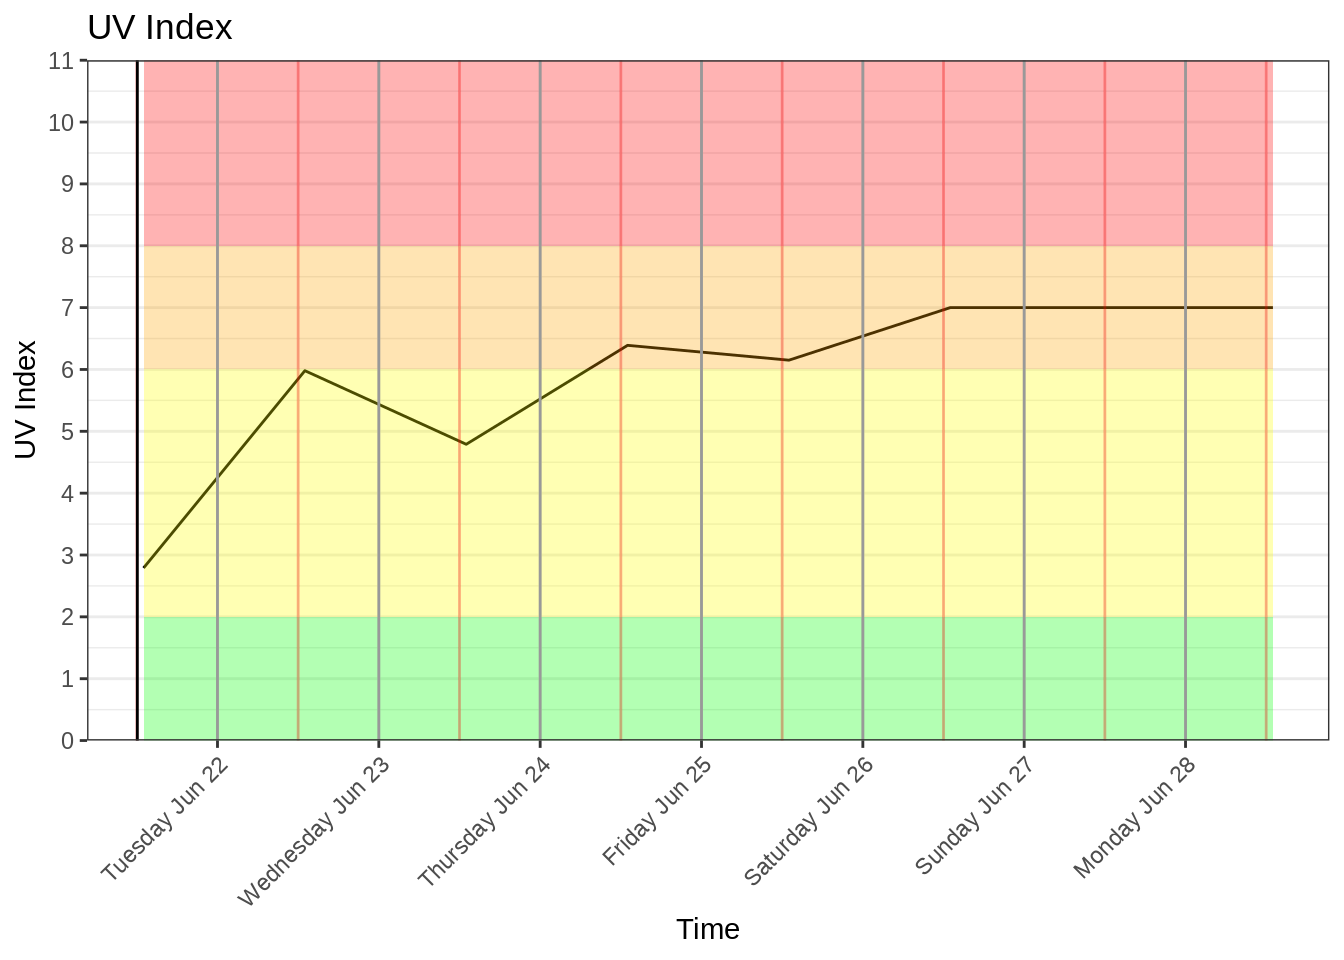 UV Index
11
10
9
8
7
6
5
4
3
2
1
0
UV Index
Tuesday Jun 22
Wednesday Jun 23
Thursday Jun 24
Friday Jun 25
Saturday Jun 26
Sunday Jun 27
Monday Jun 28
Time